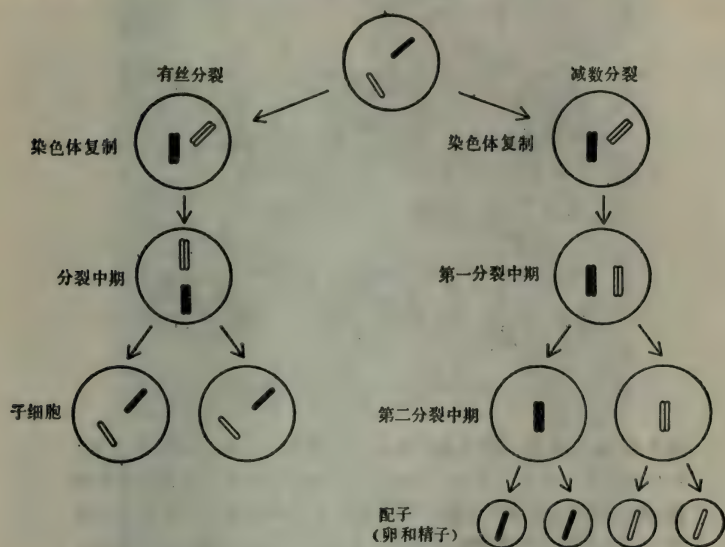 有丝分裂
减数分裂
染色体复制
染色体复制
分裂中期
第一分裂中期
子细胞
第二分裂中期
配子
(卵和精子)